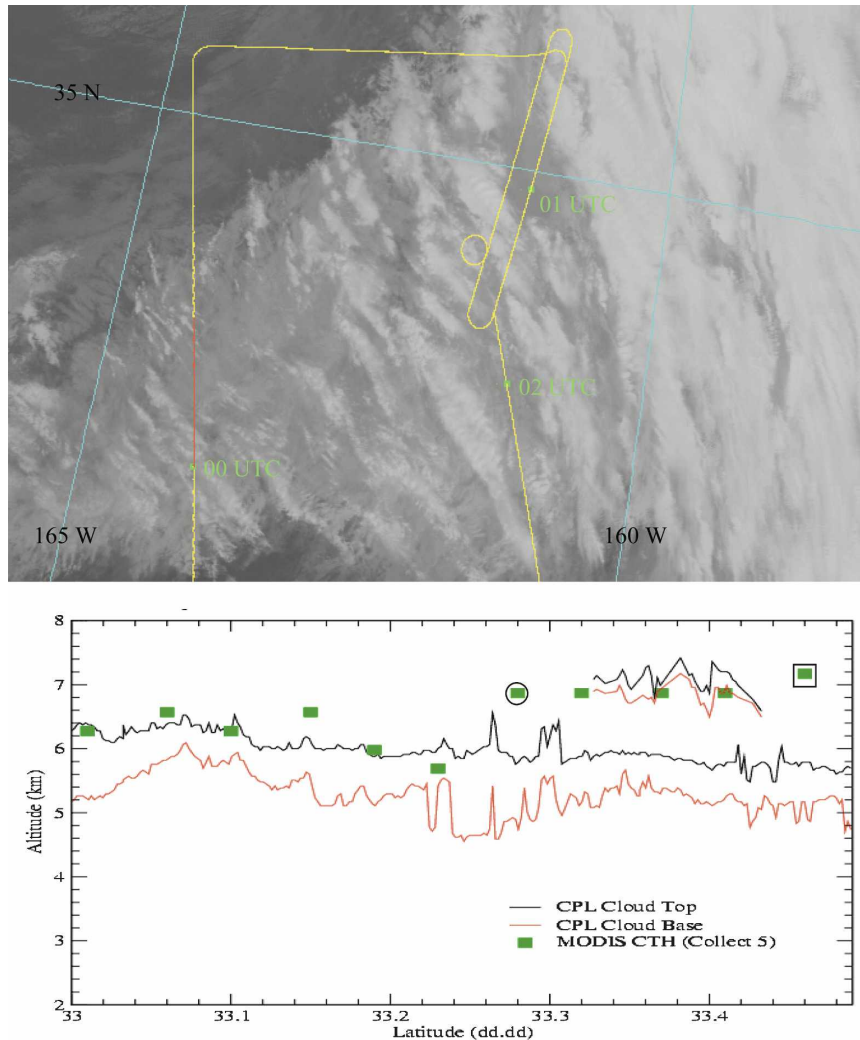 35 N
01 UTC
02 UTC
00 UTC
165 W
160 W
8
7
6
5
4
3
2
Altitude (km)
CPL Cloud Top
CPL Cloud Base
MODIS CTH (Collect 5)
33
33.1
33.2
33.3
33.4
Latitude (dd.dd)